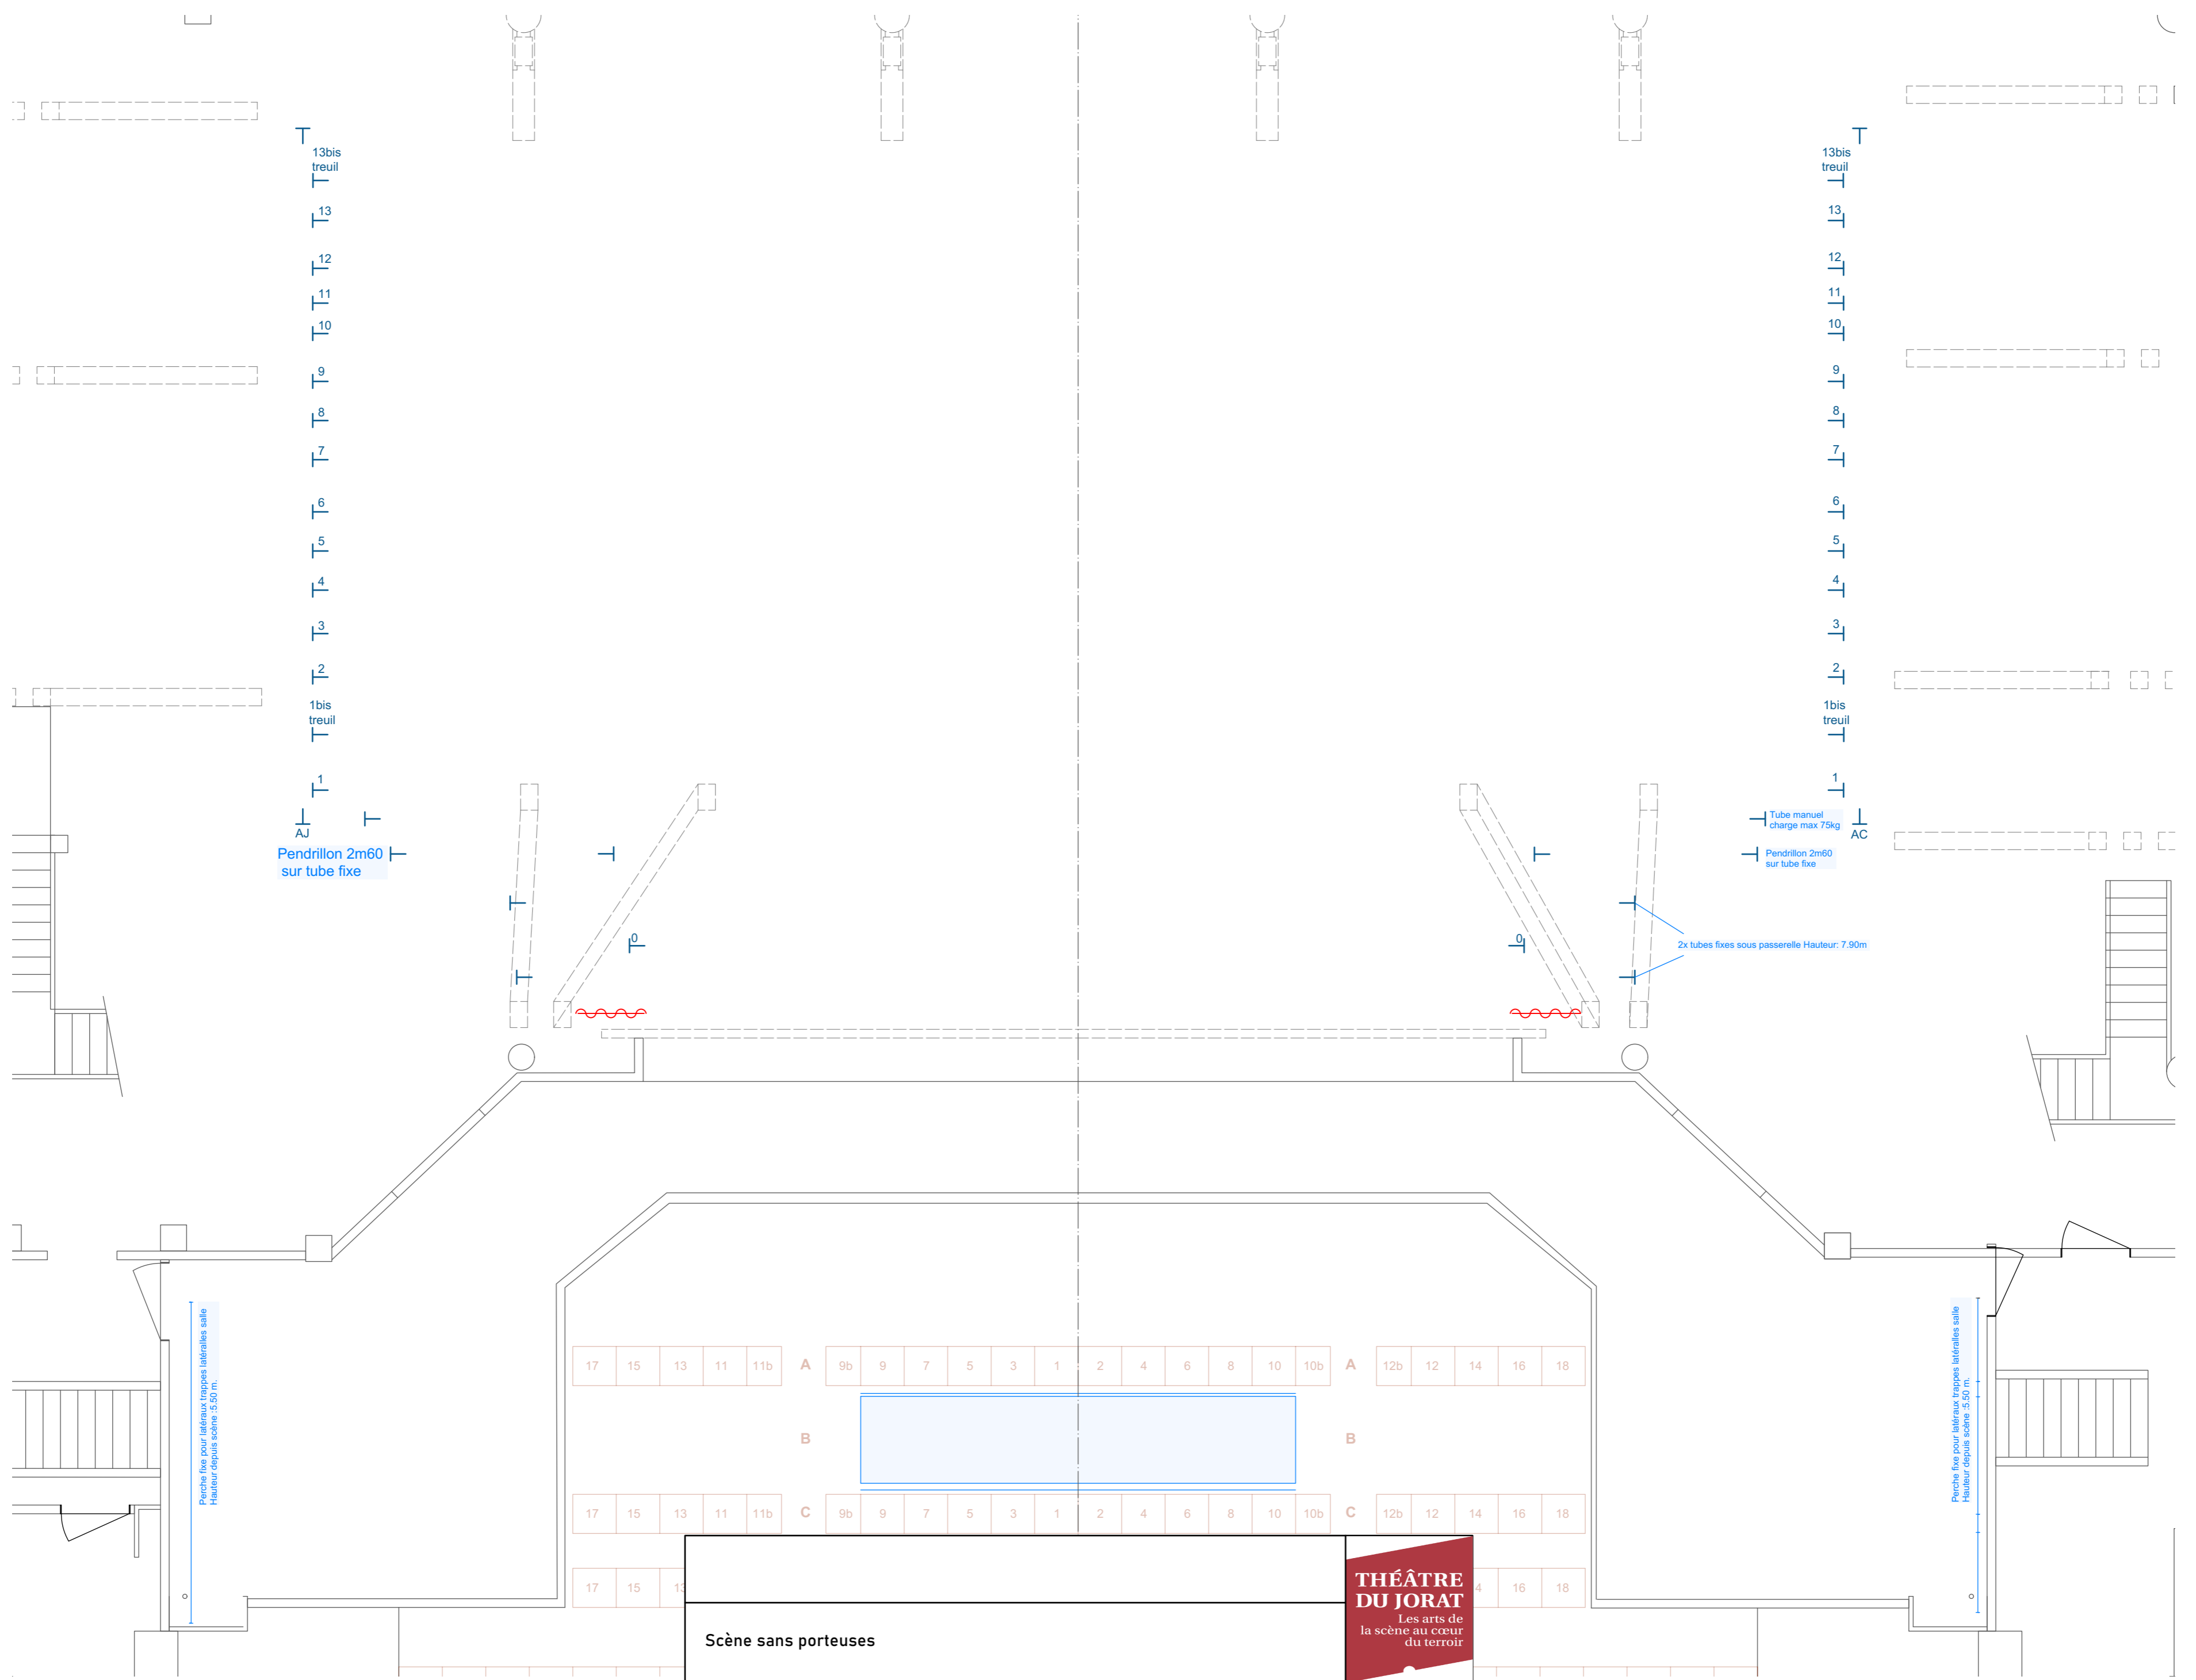 13bis
treuil
13bis
treuil
13
13
12
12
11
11
10
10
9
9
8
8
7
7
6
6
5
5
4
4
3
3
2
2
1bis
treuil
1bis
treuil
1
1
AJ
Tube manuel
charge max 75kg
AC
Pendrillon 2m60
sur tube fixe
Pendrillon 2m60
sur tube fixe
0
0
2x tubes fixes sous passerelle Hauteur: 7.90m
Perche fixe pour latéraux trappes latérailles salle
Hauteur depuis scène :5.50 m.
Perche fixe pour latéraux trappes latérailles salle
Hauteur depuis scène :5.50 m.
17 15 13 11 11b A 9b 9 7 5 3 1 2 4 6 8 10 10b A 12b 12 14 16 18
B B
17 15 13 11 11b C 9b 9 7 5 3 1 2 4 6 8 10 10b C 12b 12 14 16 18
17 15 13 4 16 18
Scène sans porteuses
THÉÂTRE
DU JORAT
Les arts de
la scène au cœur
du terroir